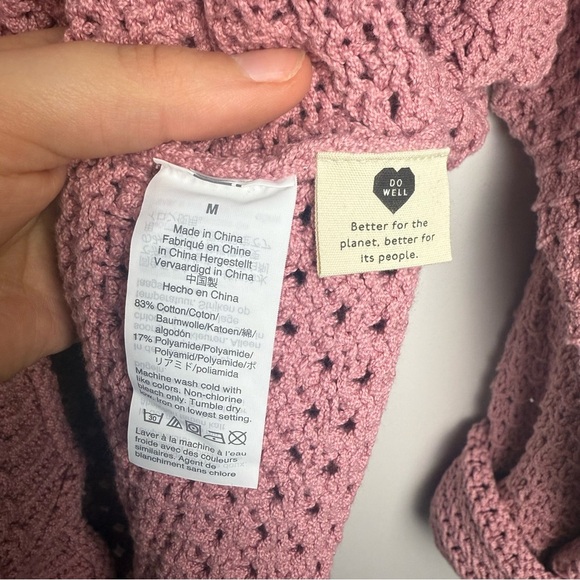 M
Made in China
Fabriqué en Chine
In China Hergestellt
Vervaardigd in China
中国製
Hecho en China
83% Cotton/Coton/
Baumwolle/Katoen/綿/
algodón
17% Polyamide/Polyamide/
Polyamid/Polyamide/ポ
リアミド/poliamida
Machine wash cold with
like colors. Non-chlorine
bleach only. Tumble dry
low. Iron on lowest setting.
30
Laver à la machine à l'eau
froide avec des couleurs
similaires. Agent de
blanchiment sans chlore
DO
WELL
Better for the
planet, better for
its people.